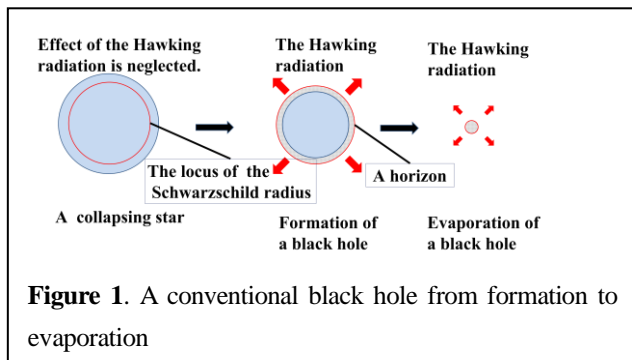 Effect of the Hawking
radiation is neglected.
The Hawking
radiation
The Hawking
radiation
The locus of the
Schwarzschild radius
A horizon
A collapsing star
Formation of
a black hole
Evaporation of
a black hole
Figure 1. A conventional black hole from formation to
evaporation